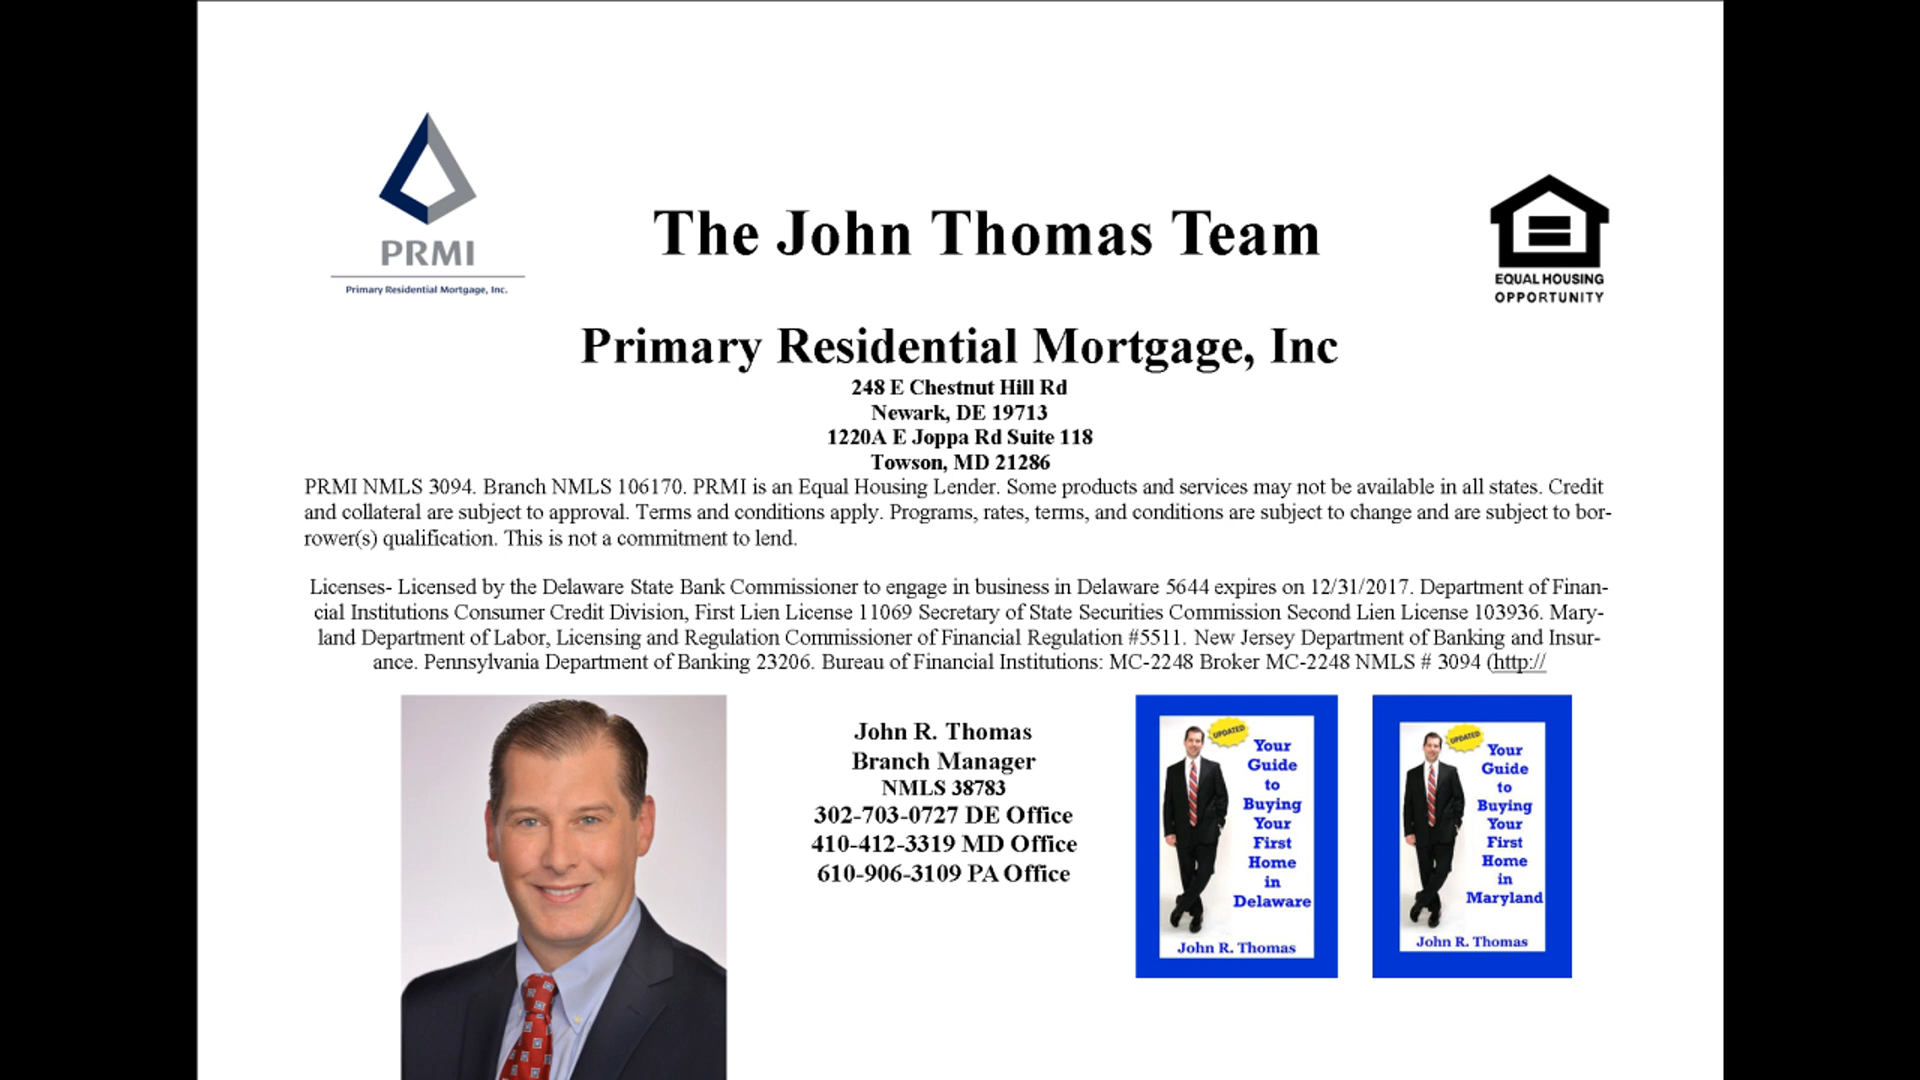 PRMI
Primary Residential Mortgage, Inc.
The John Thomas Team
EQUAL HOUSING
OPPORTUNITY
Primary Residential Mortgage, Inc
248 E Chestnut Hill Rd
Newark, DE 19713
1220A E Joppa Rd Suite 118
Towson, MD 21286
PRMI NMLS 3094. Branch NMLS 106170. PRMI is an Equal Housing Lender. Some products and services may not be available in all states. Credit
and collateral are subject to approval. Terms and conditions apply. Programs, rates, terms, and conditions are subject to change and are subject to bor-
rower(s) qualification. This is not a commitment to lend.
Licenses- Licensed by the Delaware State Bank Commissioner to engage in business in Delaware 5644 expires on 12/31/2017. Department of Finan-
cial Institutions Consumer Credit Division, First Lien License 11069 Secretary of State Securities Commission Second Lien License 103936. Mary-
land Department of Labor, Licensing and Regulation Commissioner of Financial Regulation #5511. New Jersey Department of Banking and Insur-
ance. Pennsylvania Department of Banking 23206. Bureau of Financial Institutions: MC-2248 Broker MC-2248 NMLS # 3094 (http://
John R. Thomas
Branch Manager
NMLS 38783
302-703-0727 DE Office
410-412-3319 MD Office
610-906-3109 PA Office
UPDATED
Your
Guide
to
Buying
Your
First
Home
in
Delaware
John R. Thomas
UPDATED
Your
Guide
to
Buying
Your
First
Home
in
Maryland
John R. Thomas